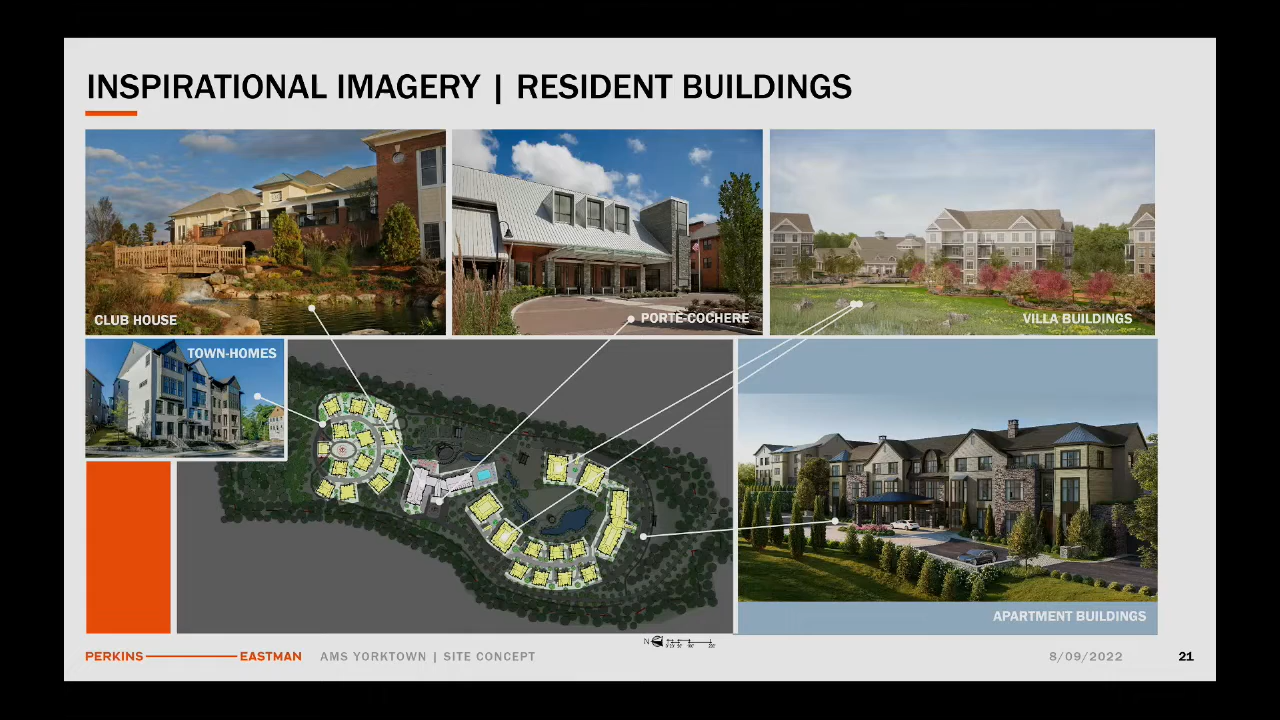 INSPIRATIONAL IMAGERY | RESIDENT BUILDINGS
CLUB HOUSE
PORTE-COCHERE
VILLA BUILDINGS
TOWN-HOMES
APARTMENT BUILDINGS
N
PERKINS EASTMAN
AMS YORKTOWN | SITE CONCEPT
8/09/2022
21